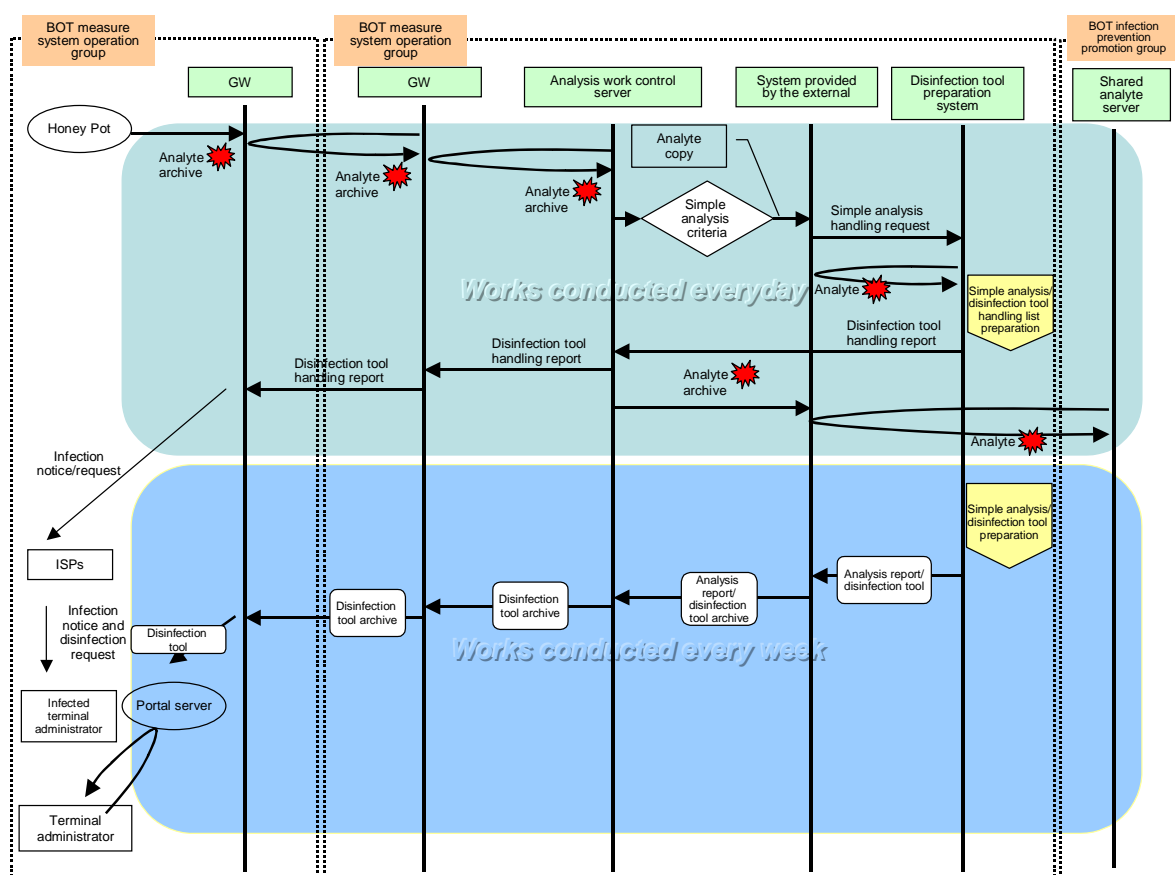 BOT measure
system operation
group
BOT measure
system operation
group
BOT infection
prevention
promotion group
GW
GW
Analysis work control
server
System provided
by the external
Disinfection tool
preparation
system
Shared
analyte
server
Honey Pot
Analyte
archive
Analyte
archive
Analyte
archive
Analyte
copy
Simple
analysis
criteria
Simple analysis
handling request
Works conducted everyday
Analyte
Simple analysis/
disinfection tool
handling list
preparation
Disinfection tool
handling report
Disinfection tool
handling report
Disinfection tool
handling report
Analyte
archive
Analyte
Infection
notice/request
Simple analysis/
disinfection tool
preparation
ISPs
Analysis report/
disinfection tool
Analysis
report/
disinfection
tool archive
Disinfection
tool archive
Disinfection
tool archive
Infection
notice and
disinfection
request
Disinfection
tool
Works conducted every week
Infected
terminal
administrator
Portal server
Terminal
administrator